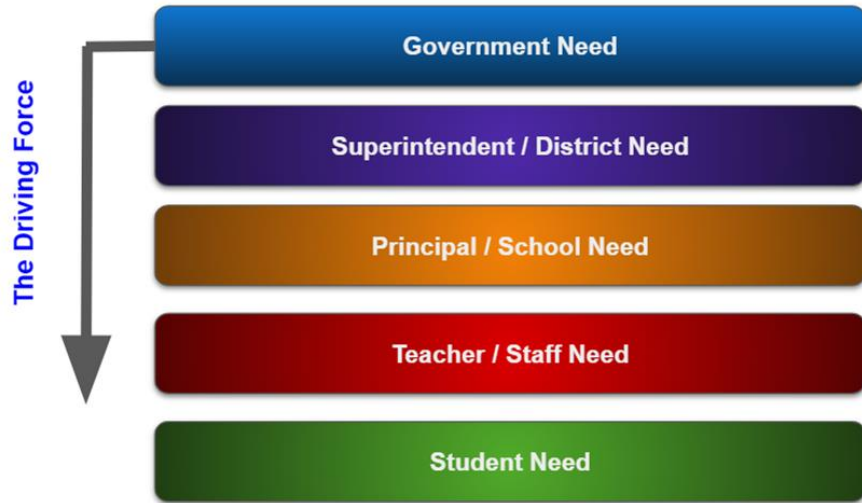 The Driving Force
Government Need
Superintendent / District Need
Principal / School Need
Teacher / Staff Need
Student Need